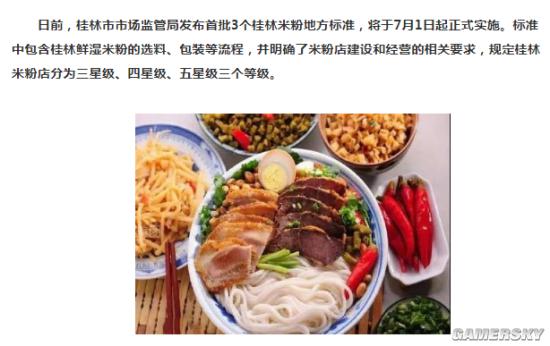 日前，桂林市市场监管局发布首批3个桂林米粉地方标准，将于7月1日起正式实施。标准
中包含桂林鲜湿米粉的选料、包装等流程，并明确了米粉店建设和经营的相关要求，规定桂林
米粉店分为三星级、四星级、五星级三个等级。
GAMERSKY